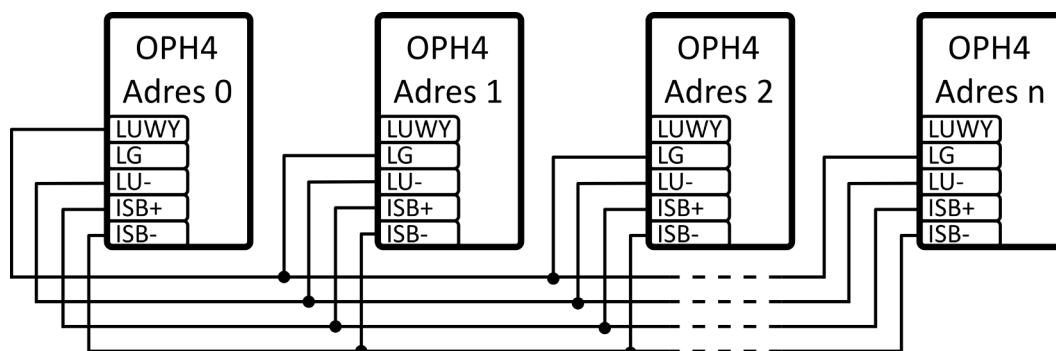 OPH4
Adres 0
LUWY
LG
LU-
ISB+
ISB-
OPH4
Adres 1
LUWY
LG
LU-
ISB+
ISB-
OPH4
Adres 2
LUWY
LG
LU-
ISB+
ISB-
OPH4
Adres n
LUWY
LG
LU-
ISB+
ISB-